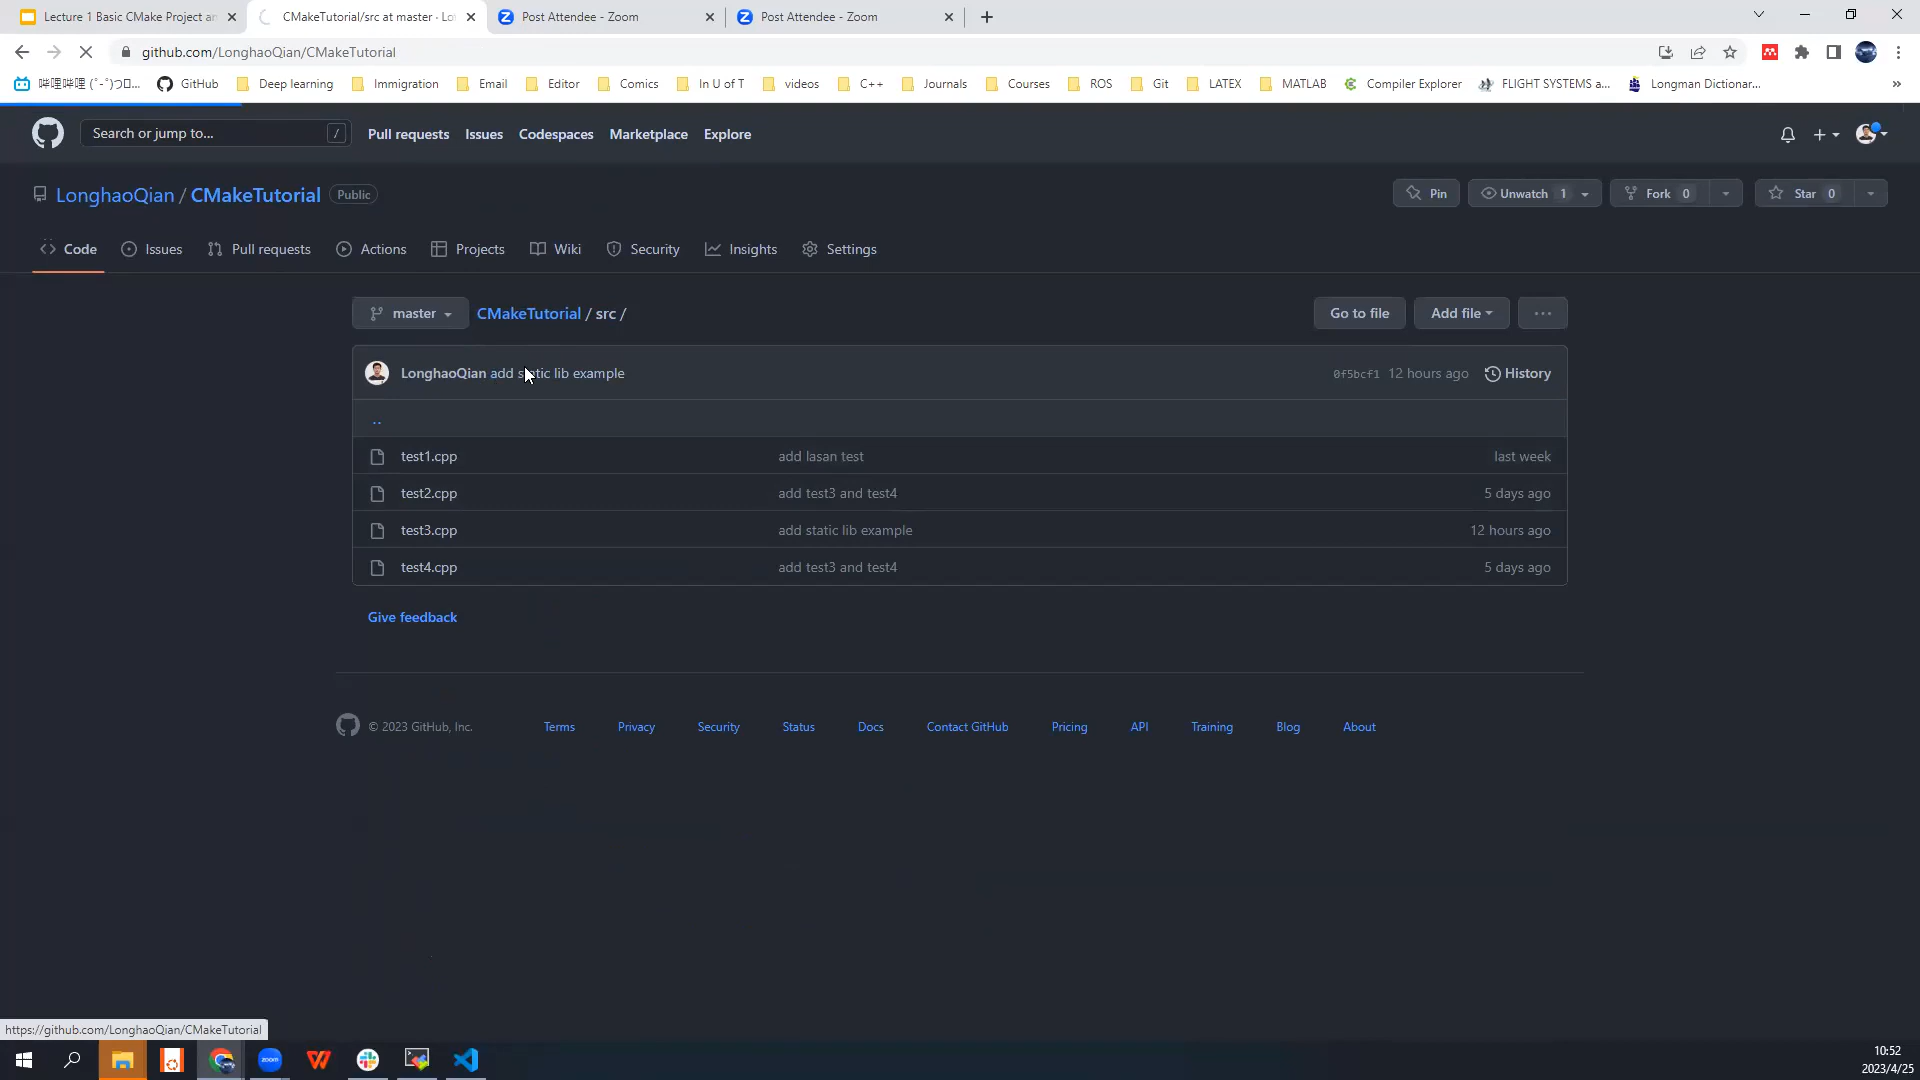 Lecture 1 Basic CMake Project an
CMakeTutorial/src at master · Lo
Post Attendee - Zoom
Post Attendee - Zoom
github.com/LonghaoQian/CMakeTutorial
GitHub
Deep learning
Immigration
Email
Editor
Comics
In U of T
videos
C++
Journals
Courses
ROS
Git
LATEX
MATLAB
Compiler Explorer
FLIGHT SYSTEMS a...
Longman Dictionar...
»
Search or jump to... /
Pull requests
Issues
Codespaces
Marketplace
Explore
LonghaoQian / CMakeTutorial Public
Pin
Unwatch 1
Fork 0
Star 0
Code
Issues
Pull requests
Actions
Projects
Wiki
Security
Insights
Settings
master
CMakeTutorial / src /
Go to file
Add file
...
LonghaoQian add static lib example 0f5bcf1 12 hours ago History
..
test1.cpp add lasan test last week
test2.cpp add test3 and test4 5 days ago
test3.cpp add static lib example 12 hours ago
test4.cpp add test3 and test4 5 days ago
Give feedback
© 2023 GitHub, Inc.
Terms
Privacy
Security
Status
Docs
Contact GitHub
Pricing
API
Training
Blog
About
https://github.com/LonghaoQian/CMakeTutorial
zoom
10:52
2023/4/25